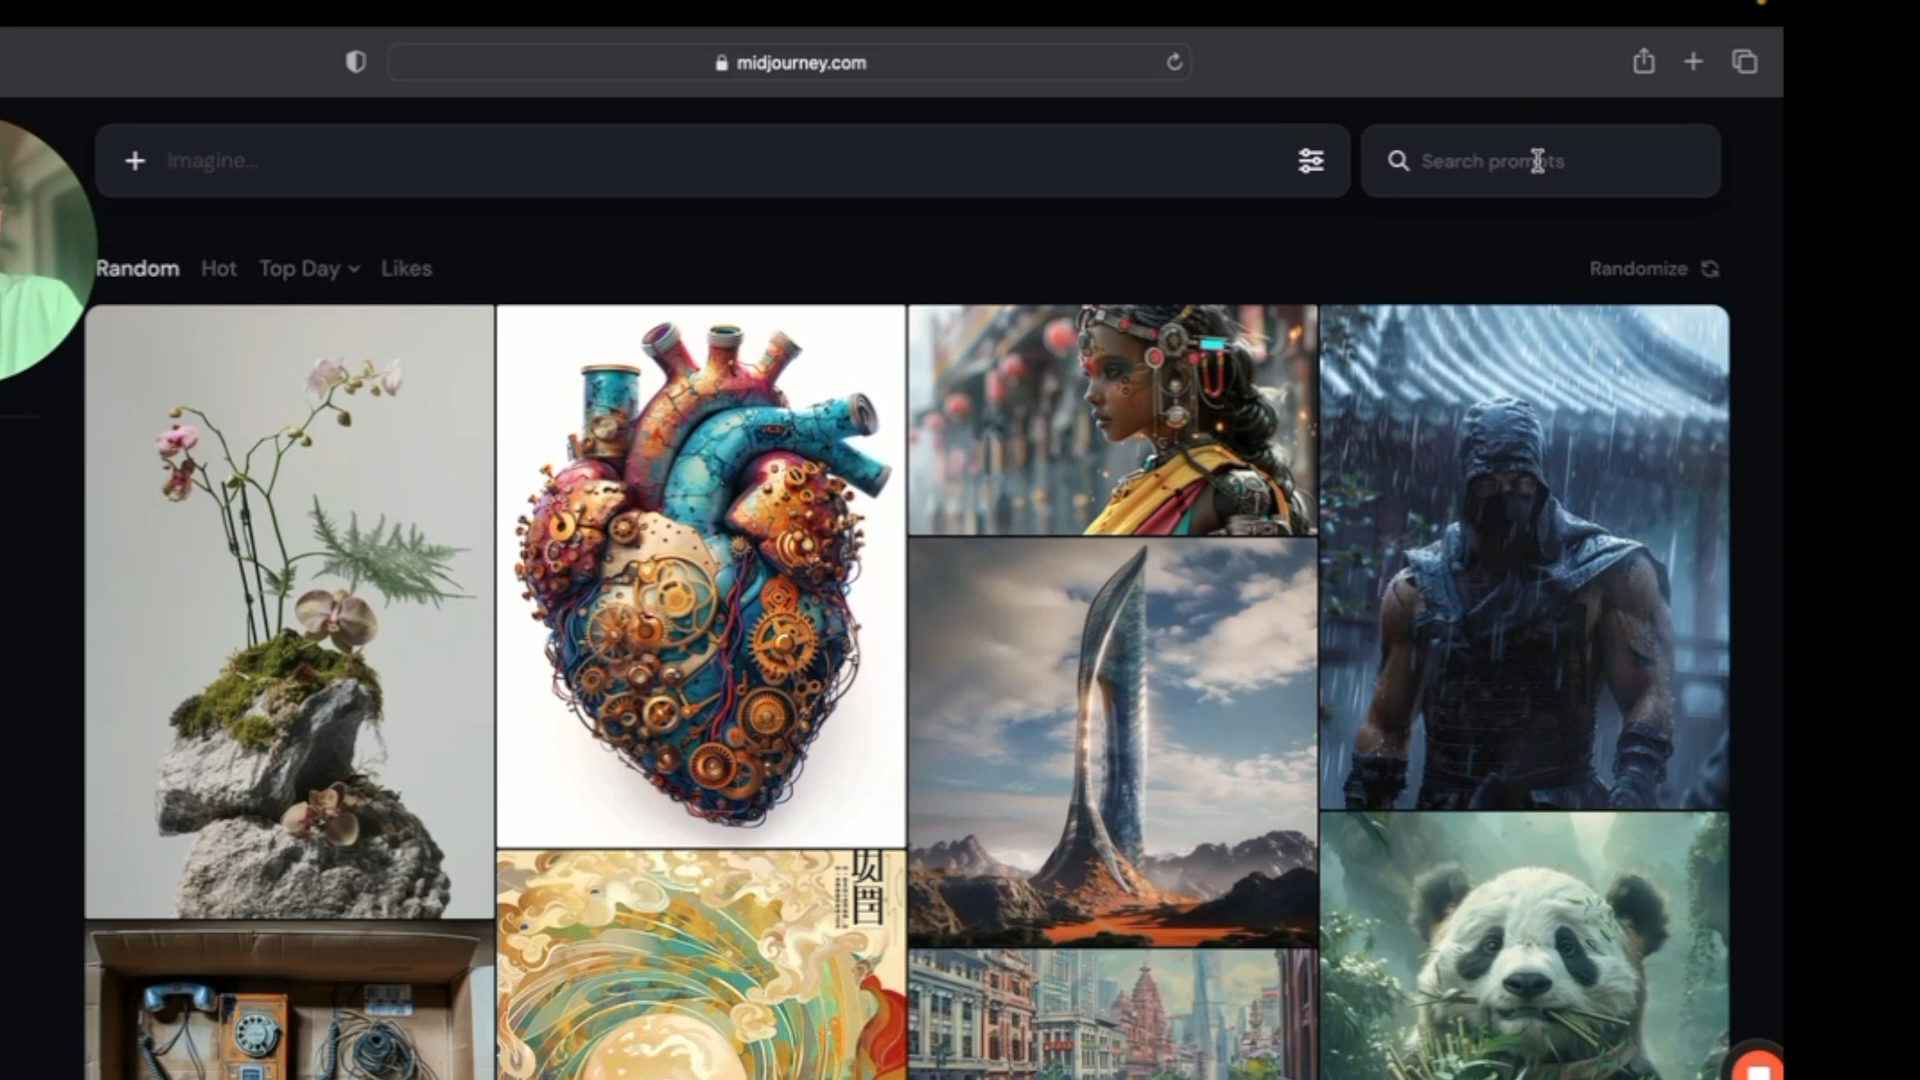 midjourney.com
Imagine...
Search prompts
Random Hot Top Day Likes
Randomize